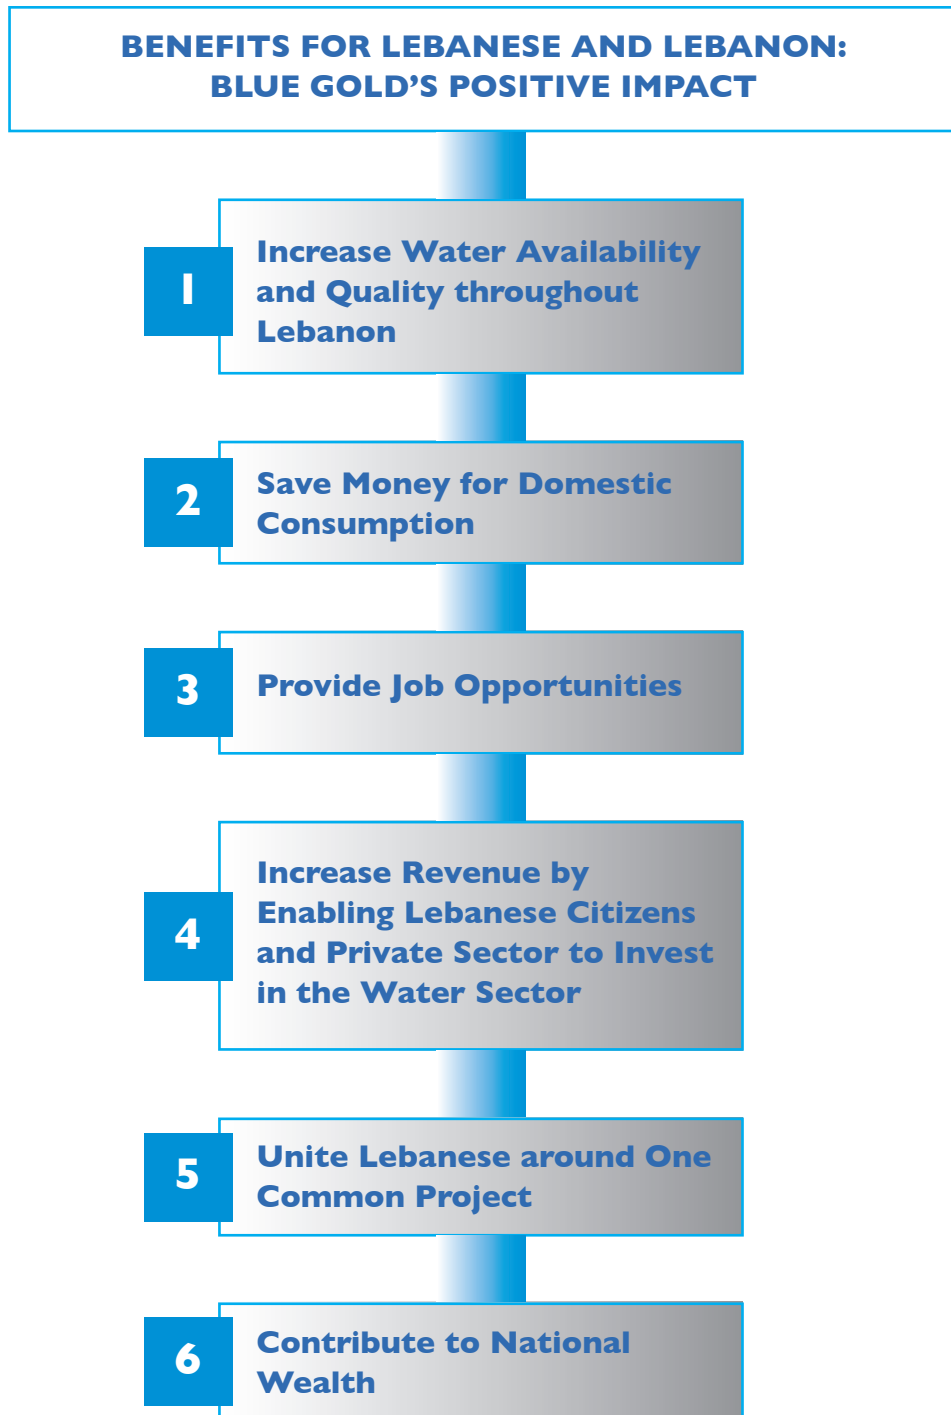 BENEFITS FOR LEBANESE AND LEBANON:
BLUE GOLD’S POSITIVE IMPACT
1
Increase Water Availability
and Quality throughout
Lebanon
2
Save Money for Domestic
Consumption
3
Provide Job Opportunities
4
Increase Revenue by
Enabling Lebanese Citizens
and Private Sector to Invest
in the Water Sector
5
Unite Lebanese around One
Common Project
6
Contribute to National
Wealth